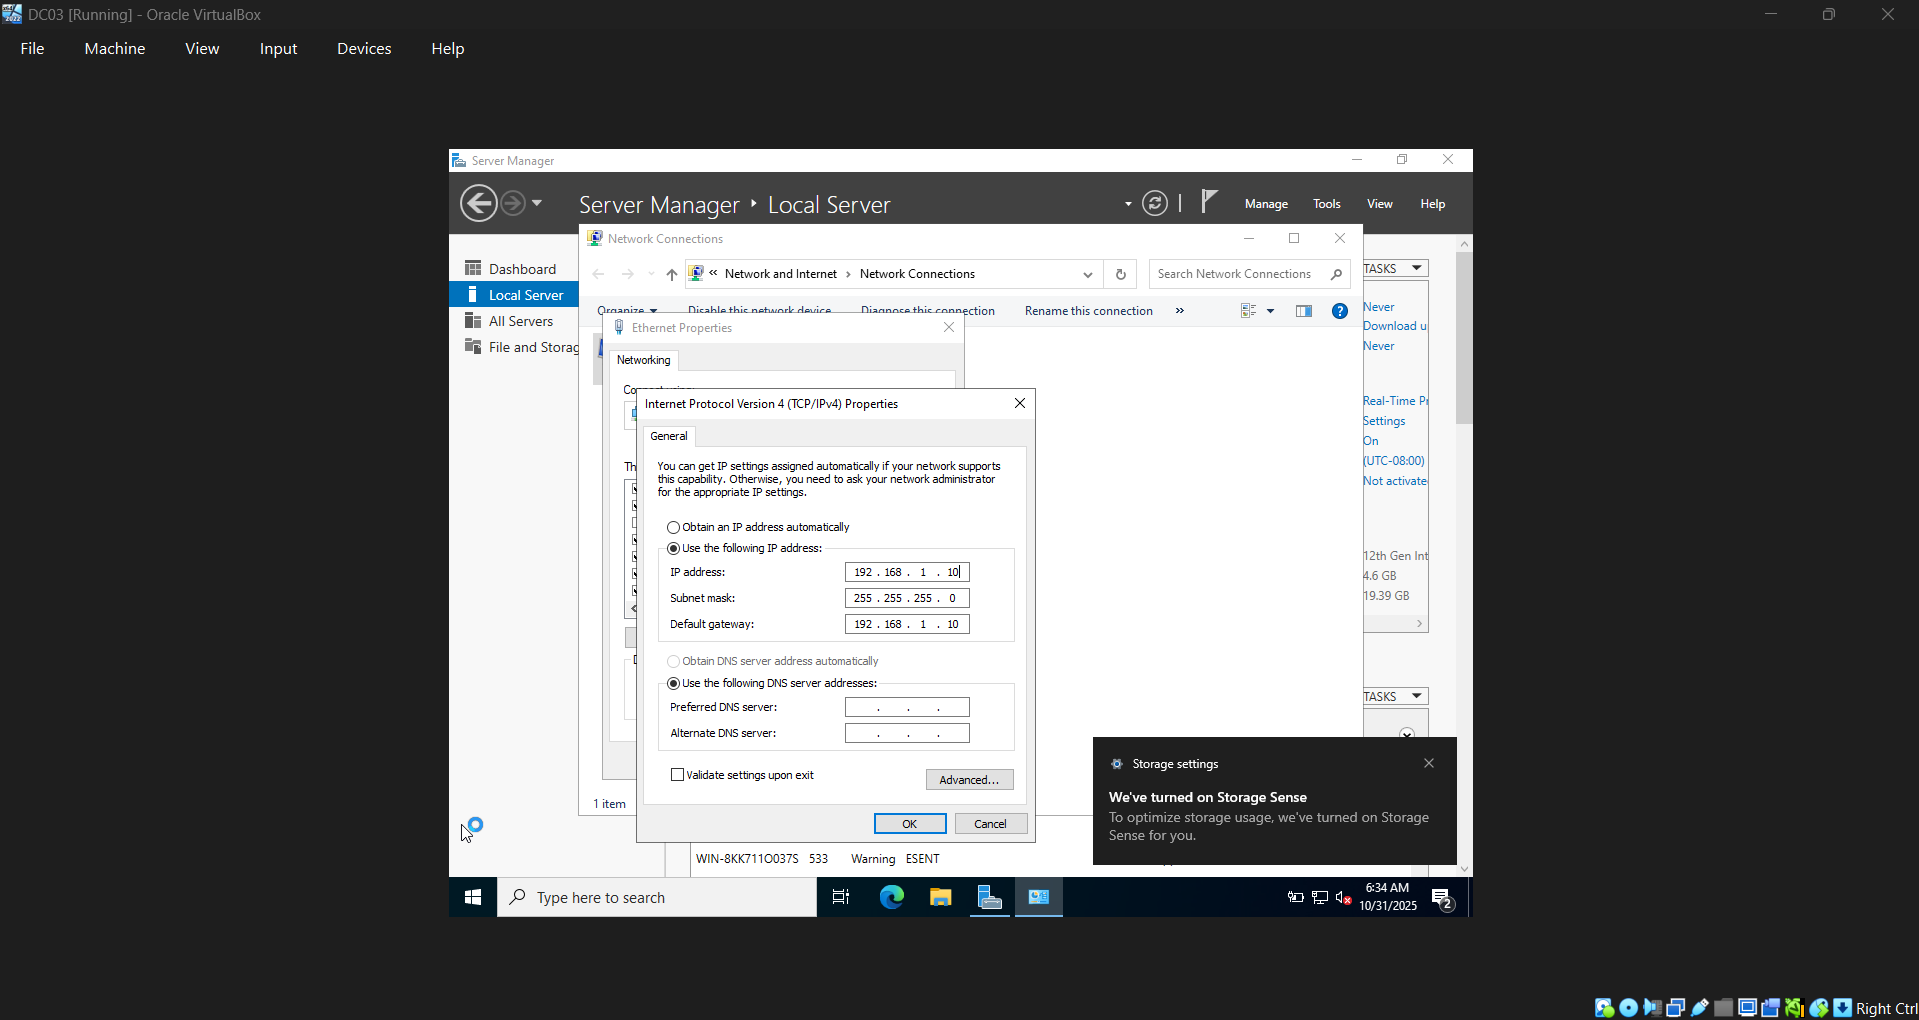 DC03 [Running] - Oracle VirtualBox
File Machine View Input Devices Help
Server Manager
Server Manager ‣ Local Server
Manage Tools View Help
Network Connections
Dashboard
Local Server
All Servers
File and Storag
« Network and Internet › Network Connections
Search Network Connections
TASKS
Organize Disable this network device Diagnose this connection Rename this connection »
Never
Download u
Never
Real-Time Pr
Settings
On
(UTC-08:00)
Not activate
12th Gen Int
4.6 GB
19.39 GB
TASKS
Ethernet Properties
Networking
Connect using:
Th
Internet Protocol Version 4 (TCP/IPv4) Properties
General
You can get IP settings assigned automatically if your network supports
this capability. Otherwise, you need to ask your network administrator
for the appropriate IP settings.
Obtain an IP address automatically
Use the following IP address:
IP address: 192 . 168 . 1 . 10
Subnet mask: 255 . 255 . 255 . 0
Default gateway: 192 . 168 . 1 . 10
Obtain DNS server address automatically
Use the following DNS server addresses:
Preferred DNS server: . . .
Alternate DNS server: . . .
Validate settings upon exit
Advanced...
OK Cancel
1 item
Storage settings
We've turned on Storage Sense
To optimize storage usage, we've turned on Storage
Sense for you.
WIN-8KK711O037S 533 Warning ESENT
Type here to search
6:34 AM
10/31/2025
2
Right Ctrl